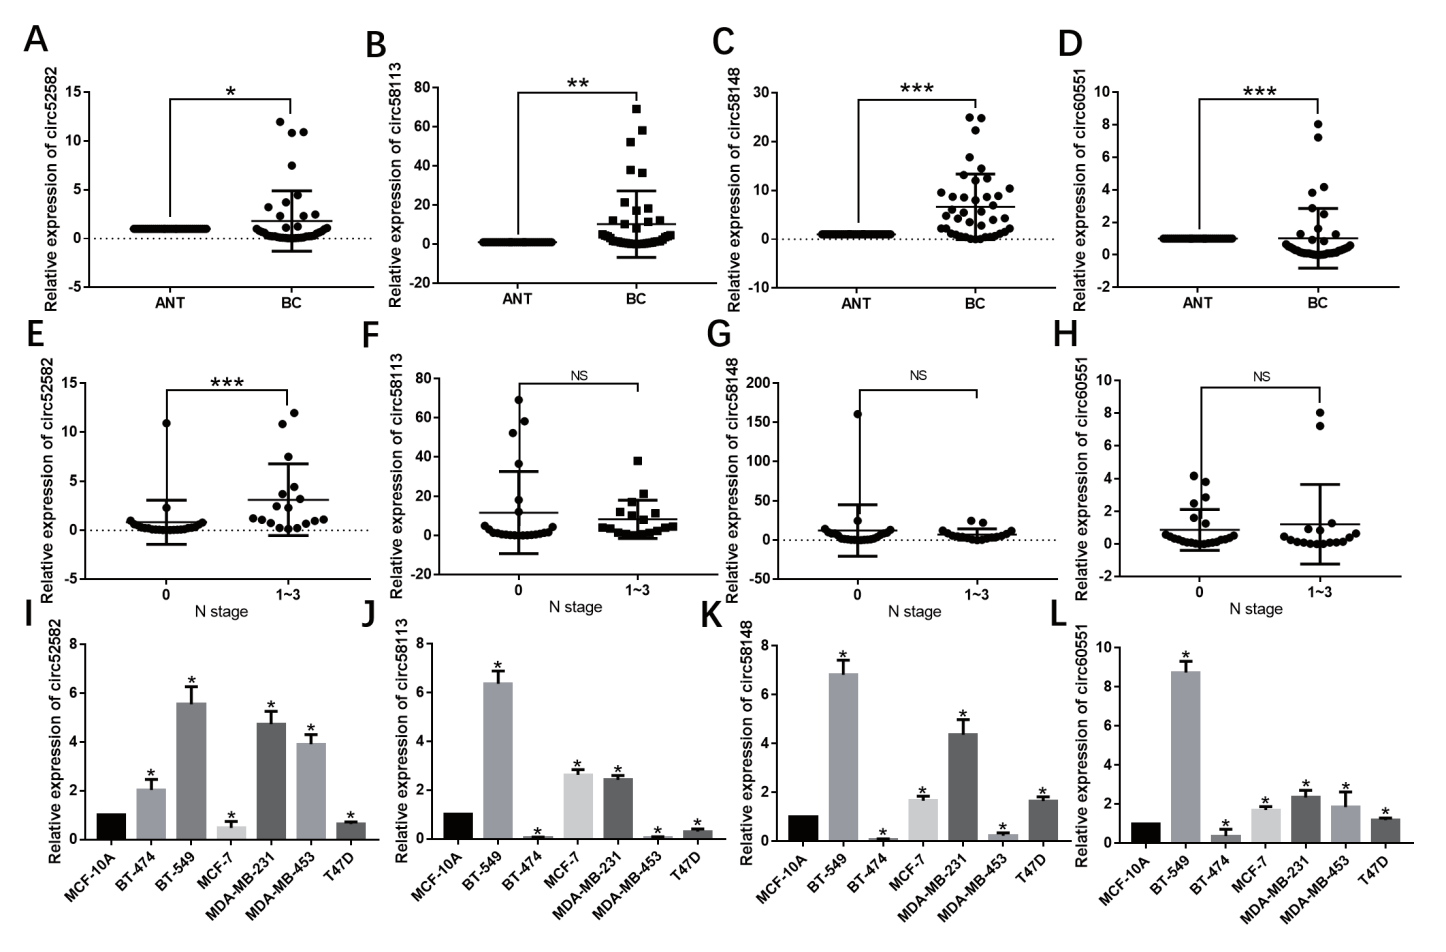 A
Relative expression of circ52582
15
10
5
0
-5
*
ANT
BC
B
Relative expression of circ58113
80
60
40
20
0
-20
**
ANT
BC
C
Relative expression of circ58148
30
20
10
0
-10
***
ANT
BC
D
Relative expression of circ60551
10
8
6
4
2
0
-2
***
ANT
BC
E
Relative expression of circ52582
15
10
5
0
-5
***
0
1~3
N stage
F
Relative expression of circ58113
80
60
40
20
0
-20
NS
0
1~3
N stage
G
Relative expression of circ58148
200
150
100
50
0
-50
NS
0
1~3
N stage
H
Relative expression of circ60551
10
8
6
4
2
0
-2
NS
0
1~3
N stage
I
Relative expression of circ52582
8
6
4
2
0
* * * * * *
MCF-10A
BT-474
BT-549
MCF-7
MDA-MB-231
MDA-MB-453
T47D
J
Relative expression of circ58113
8
6
4
2
0
* * * * * *
MCF-10A
BT-549
BT-474
MCF-7
MDA-MB-231
MDA-MB-453
T47D
K
Relative expression of circ58148
8
6
4
2
0
* * * * * *
MCF-10A
BT-549
BT-474
MCF-7
MDA-MB-231
MDA-MB-453
T47D
L
Relative expression of circ60551
10
8
6
4
2
0
* * * * * *
MCF-10A
BT-549
BT-474
MCF-7
MDA-MB-231
MDA-MB-453
T47D